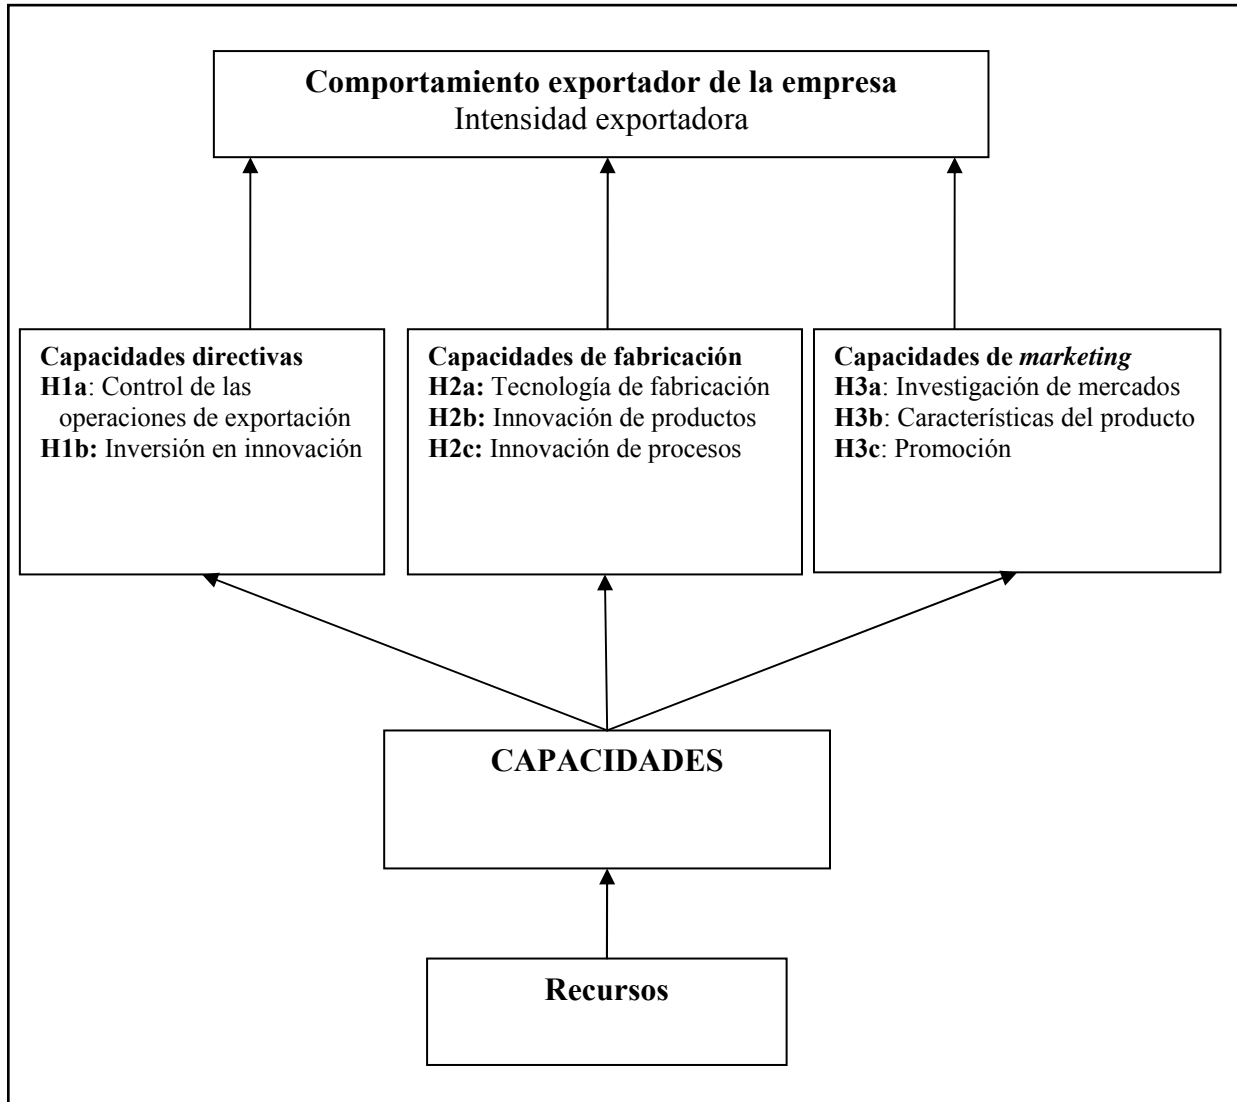 Comportamiento exportador de la empresa
Intensidad exportadora
Capacidades directivas
H1a: Control de las
operaciones de exportación
H1b: Inversión en innovación
Capacidades de fabricación
H2a: Tecnología de fabricación
H2b: Innovación de productos
H2c: Innovación de procesos
Capacidades de marketing
H3a: Investigación de mercados
H3b: Características del producto
H3c: Promoción
CAPACIDADES
Recursos